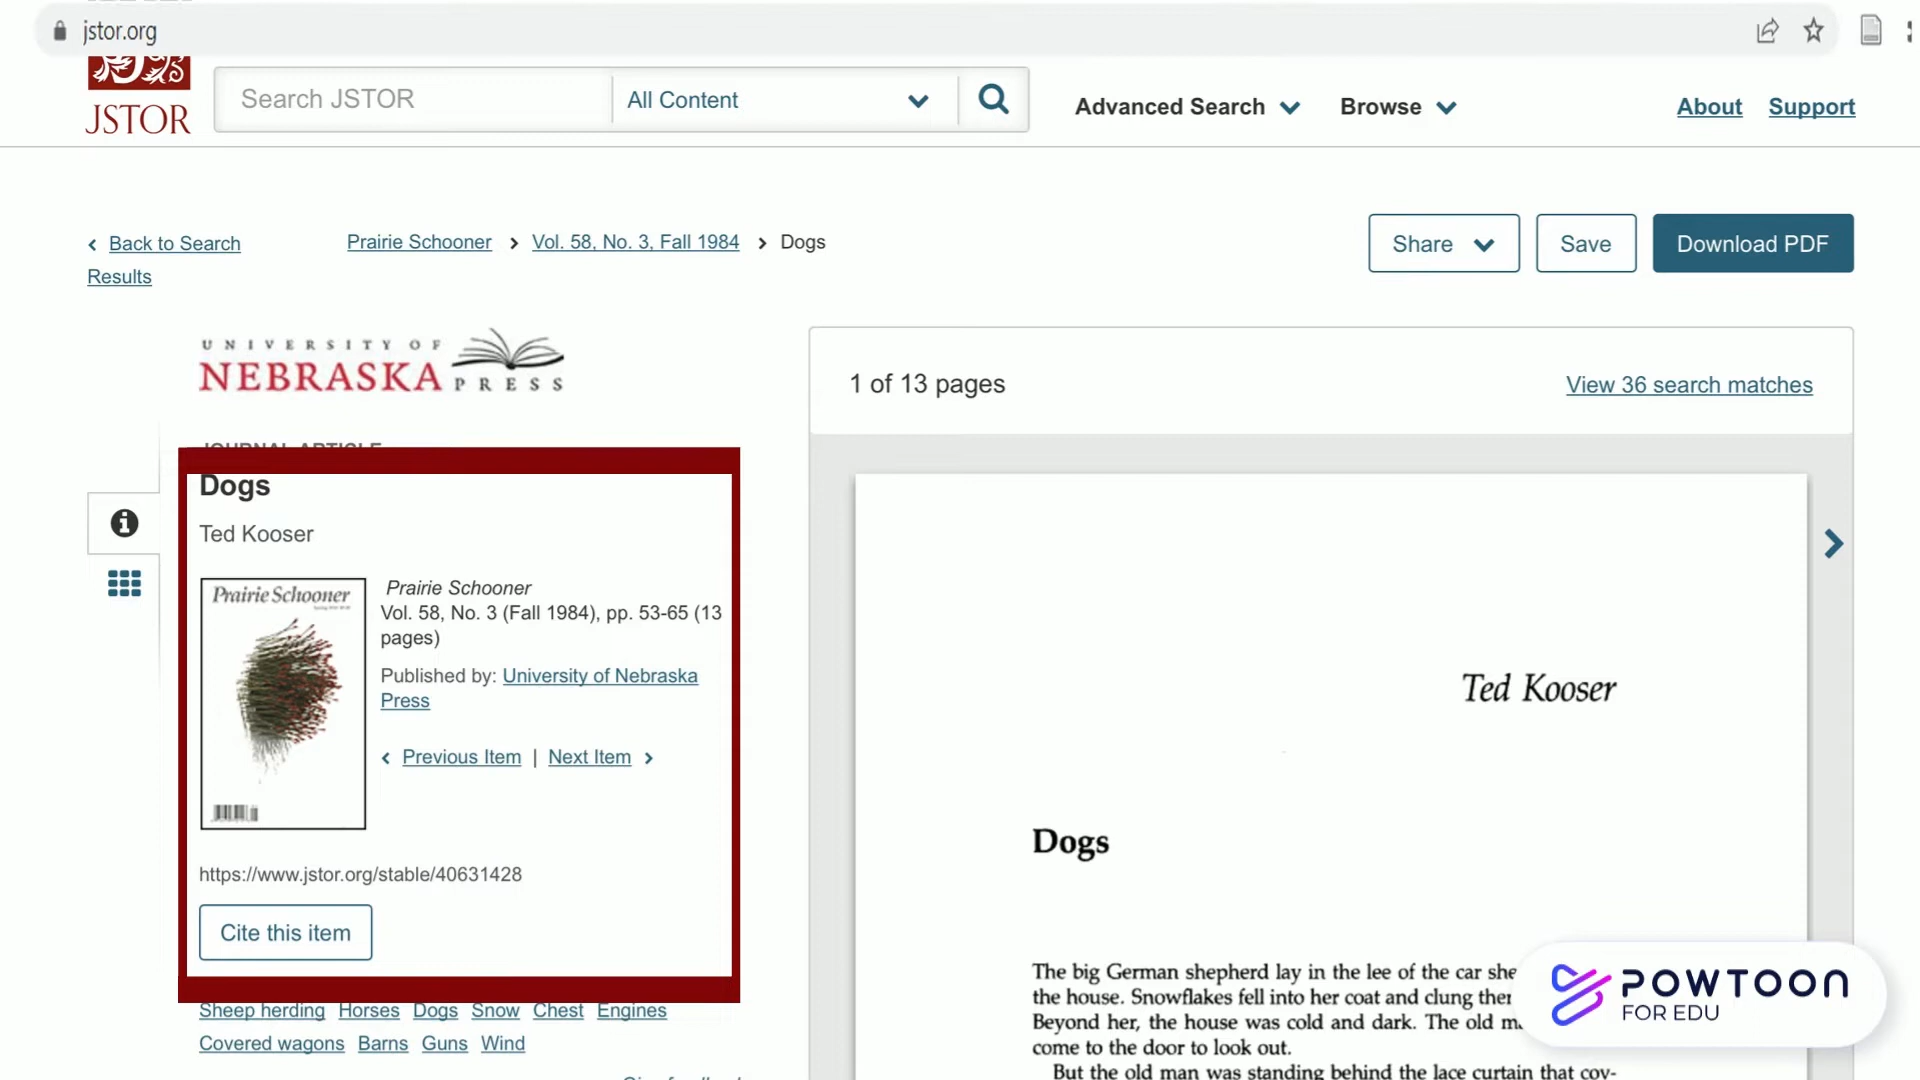 jstor.org
JSTOR
Search JSTOR
All Content
Advanced Search
Browse
About
Support
Back to Search
Results
Prairie Schooner
Vol. 58, No. 3, Fall 1984
Dogs
Share
Save
Download PDF
UNIVERSITY OF
NEBRASKA PRESS
JOURNAL ARTICLE
Dogs
Ted Kooser
Prairie Schooner
Prairie Schooner
Vol. 58, No. 3 (Fall 1984), pp. 53-65 (13
pages)
Published by: University of Nebraska
Press
Previous Item | Next Item
https://www.jstor.org/stable/40631428
Cite this item
Sheep herding Horses Dogs Snow Chest Engines
Covered wagons Barns Guns Wind
1 of 13 pages
View 36 search matches
Ted Kooser
Dogs
The big German shepherd lay in the lee of the car
the house. Snowflakes fell into her coat and clung
Beyond her, the house was cold and dark. The old
come to the door to look out.
But the old man was standing behind the lace curtain that cov-
POWTOON
FOR EDU